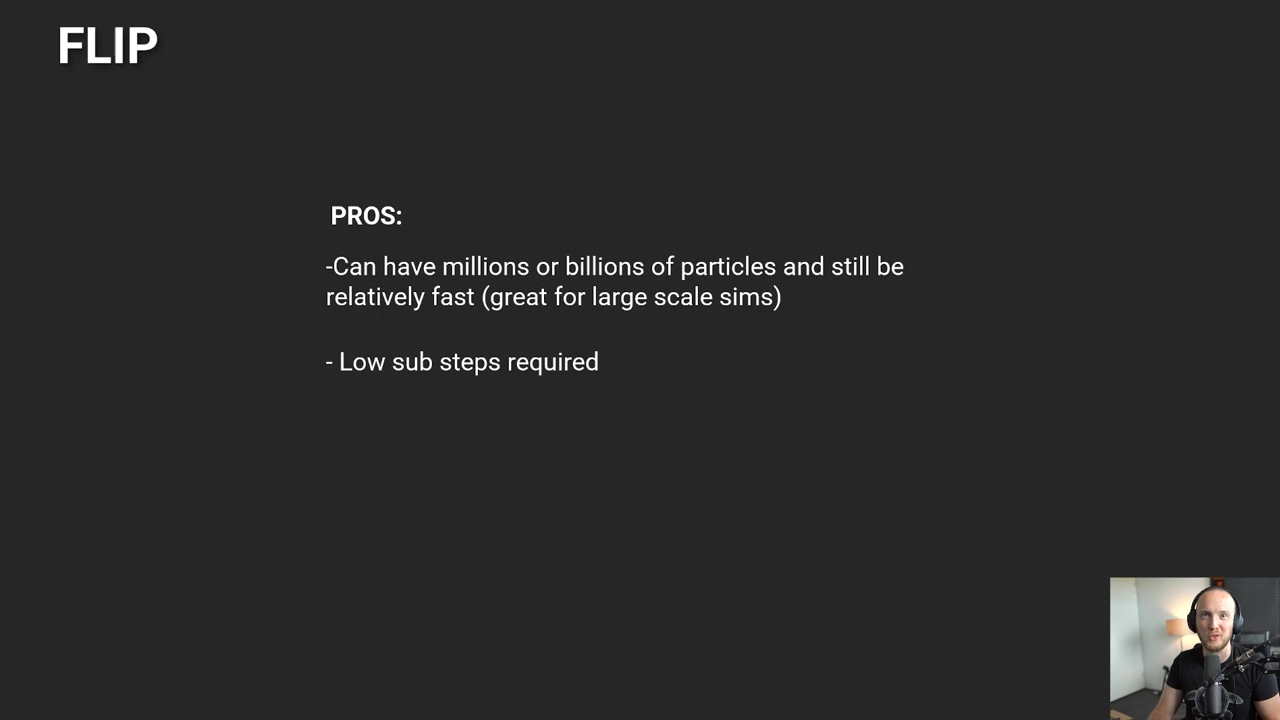 FLIP
PROS:
-Can have millions or billions of particles and still be
relatively fast (great for large scale sims)
- Low sub steps required